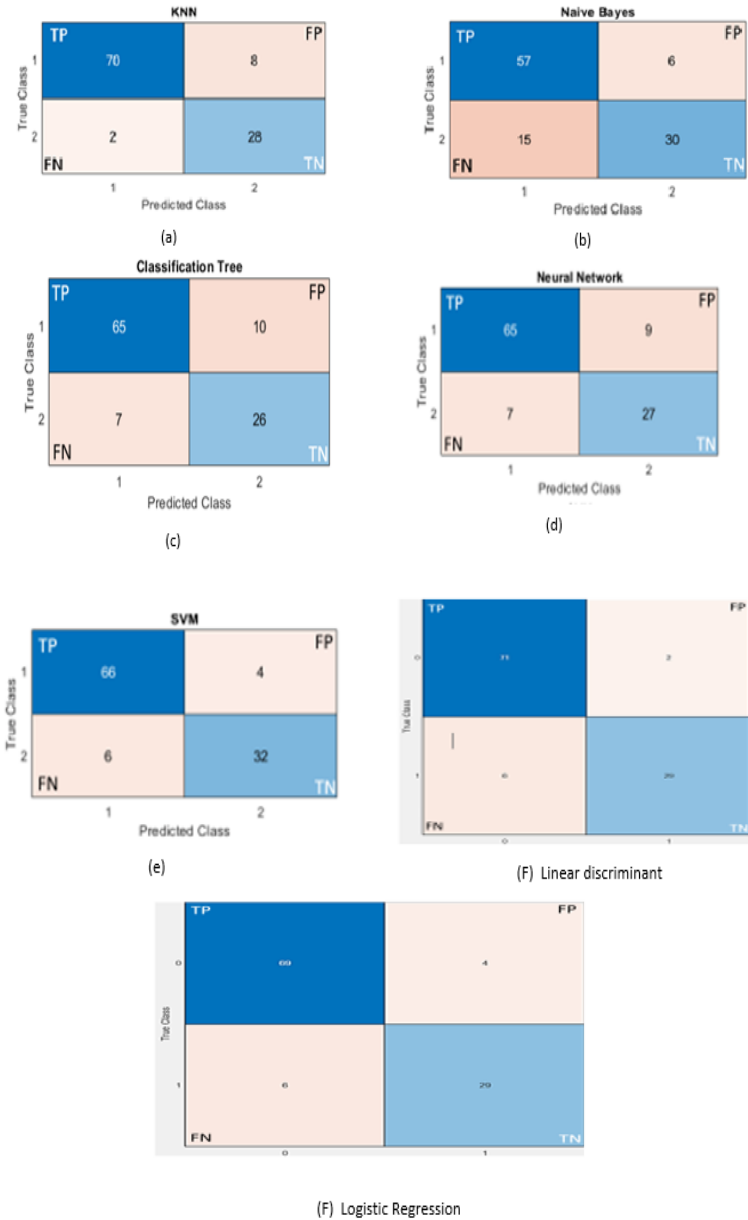 KNN
TP
FP
1
70
8
True Class
2
2
28
FN
TN
1
2
Predicted Class
(a)
Naive Bayes
TP
FP
1
57
6
True Class
2
15
30
FN
TN
1
2
Predicted Class
(b)
Classification Tree
TP
FP
1
65
10
True Class
2
7
26
FN
TN
1
2
Predicted Class
(c)
Neural Network
TP
FP
1
65
9
True Class
2
7
27
FN
TN
1
2
Predicted Class
(d)
SVM
TP
FP
1
66
4
True Class
2
6
32
FN
TN
1
2
Predicted Class
(e)
TP
FP
0
71
2
True Class
1
6
29
FN
TN
0
1
(F) Linear discriminant
TP
FP
0
69
4
True Class
1
6
29
FN
TN
0
1
(F) Logistic Regression